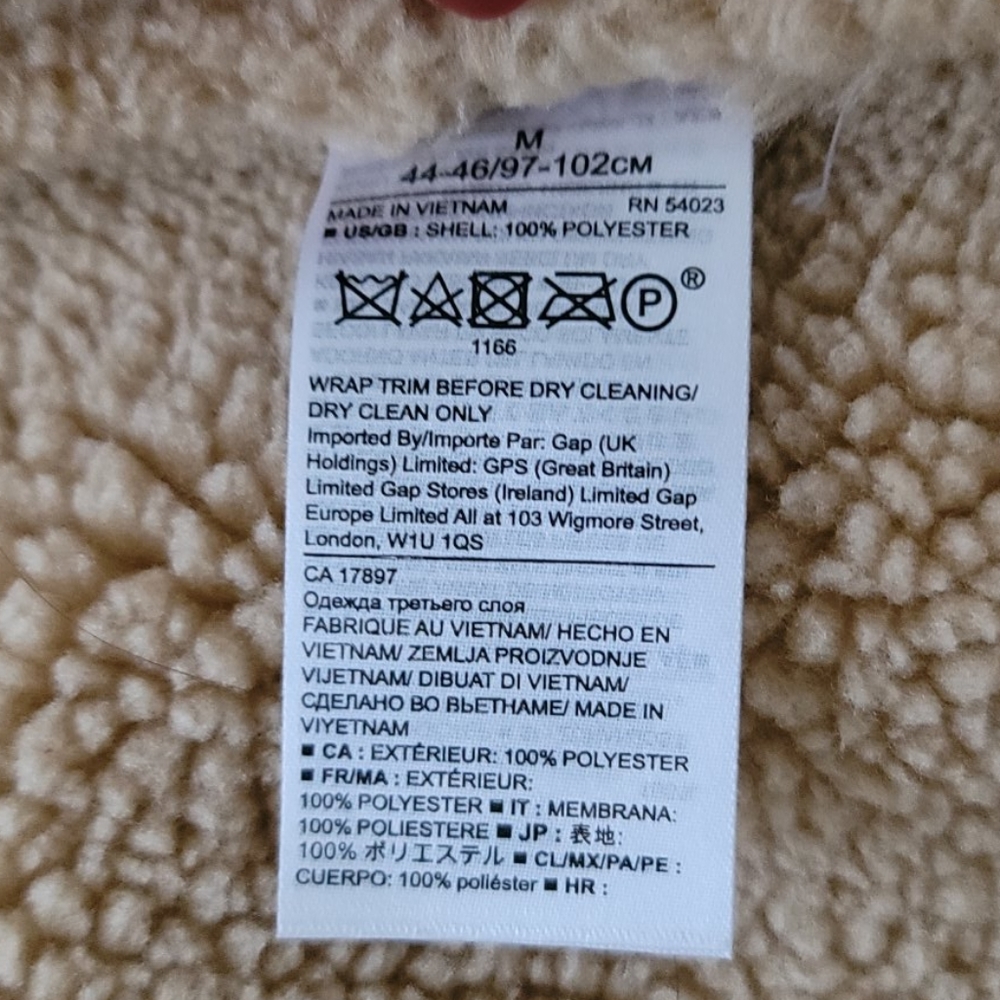 M
44-46/97-102CM
MADE IN VIETNAM RN 54023
■ US/GB : SHELL: 100% POLYESTER
P ®
1166
WRAP TRIM BEFORE DRY CLEANING/
DRY CLEAN ONLY
Imported By/Importe Par: Gap (UK
Holdings) Limited: GPS (Great Britain)
Limited Gap Stores (Ireland) Limited Gap
Europe Limited All at 103 Wigmore Street,
London, W1U 1QS
CA 17897
Одежда третьего слоя
FABRIQUE AU VIETNAM/ HECHO EN
VIETNAM/ ZEMLJA PROIZVODNJE
VIJETNAM/ DIBUAT DI VIETNAM/
СДЕЛАНО ВО ВЬЕТНАМЕ/ MADE IN
VIYETNAM
■ CA : EXTÉRIEUR: 100% POLYESTER
■ FR/MA : EXTÉRIEUR:
100% POLYESTER ■ IT : MEMBRANA:
100% POLIESTERE ■ JP : 表地:
100% ポリエステル ■ CL/MX/PA/PE :
CUERPO: 100% poliéster ■ HR :